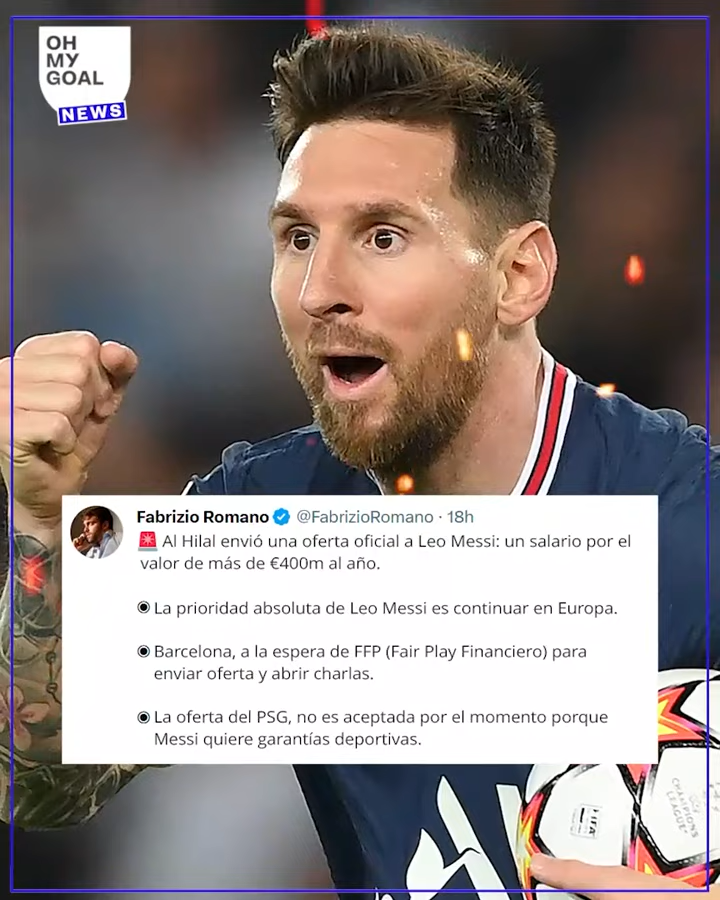 OH
MY
GOAL
NEWS
Fabrizio Romano @FabrizioRomano · 18h
🚨 Al Hilal envió una oferta oficial a Leo Messi: un salario por el
valor de más de €400m al año.
◉ La prioridad absoluta de Leo Messi es continuar en Europa.
◉ Barcelona, a la espera de FFP (Fair Play Financiero) para
enviar oferta y abrir charlas.
◉ La oferta del PSG, no es aceptada por el momento porque
Messi quiere garantías deportivas.
CHAMPIONS
LEAGUE
FIFA